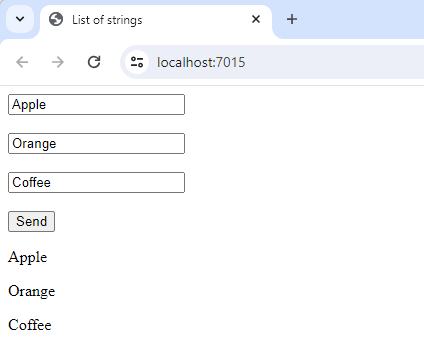 List of strings
localhost:7015
Apple
Orange
Coffee
Send
Apple
Orange
Coffee